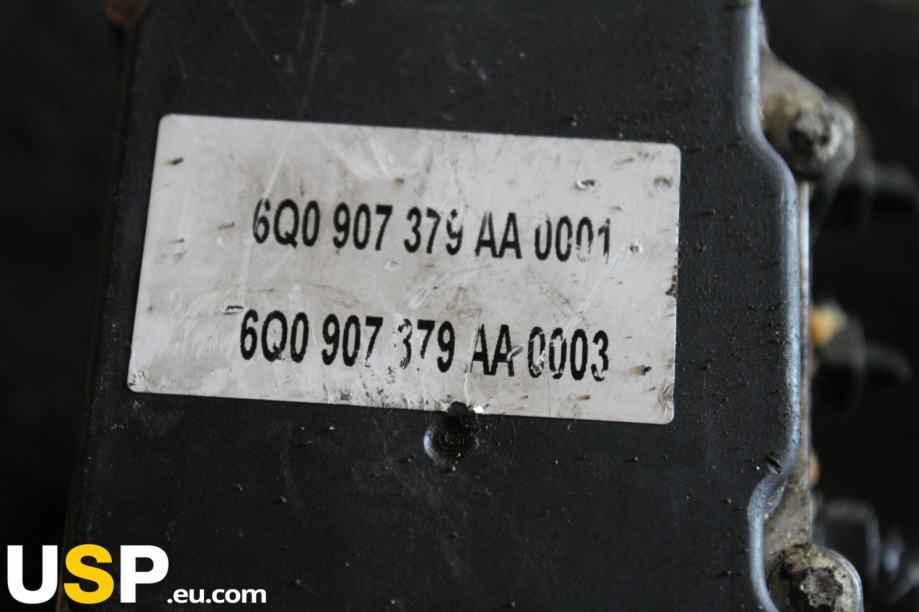 6Q0 907 379 AA 0001
6Q0 907 379 AA 0003
USP.eu.com